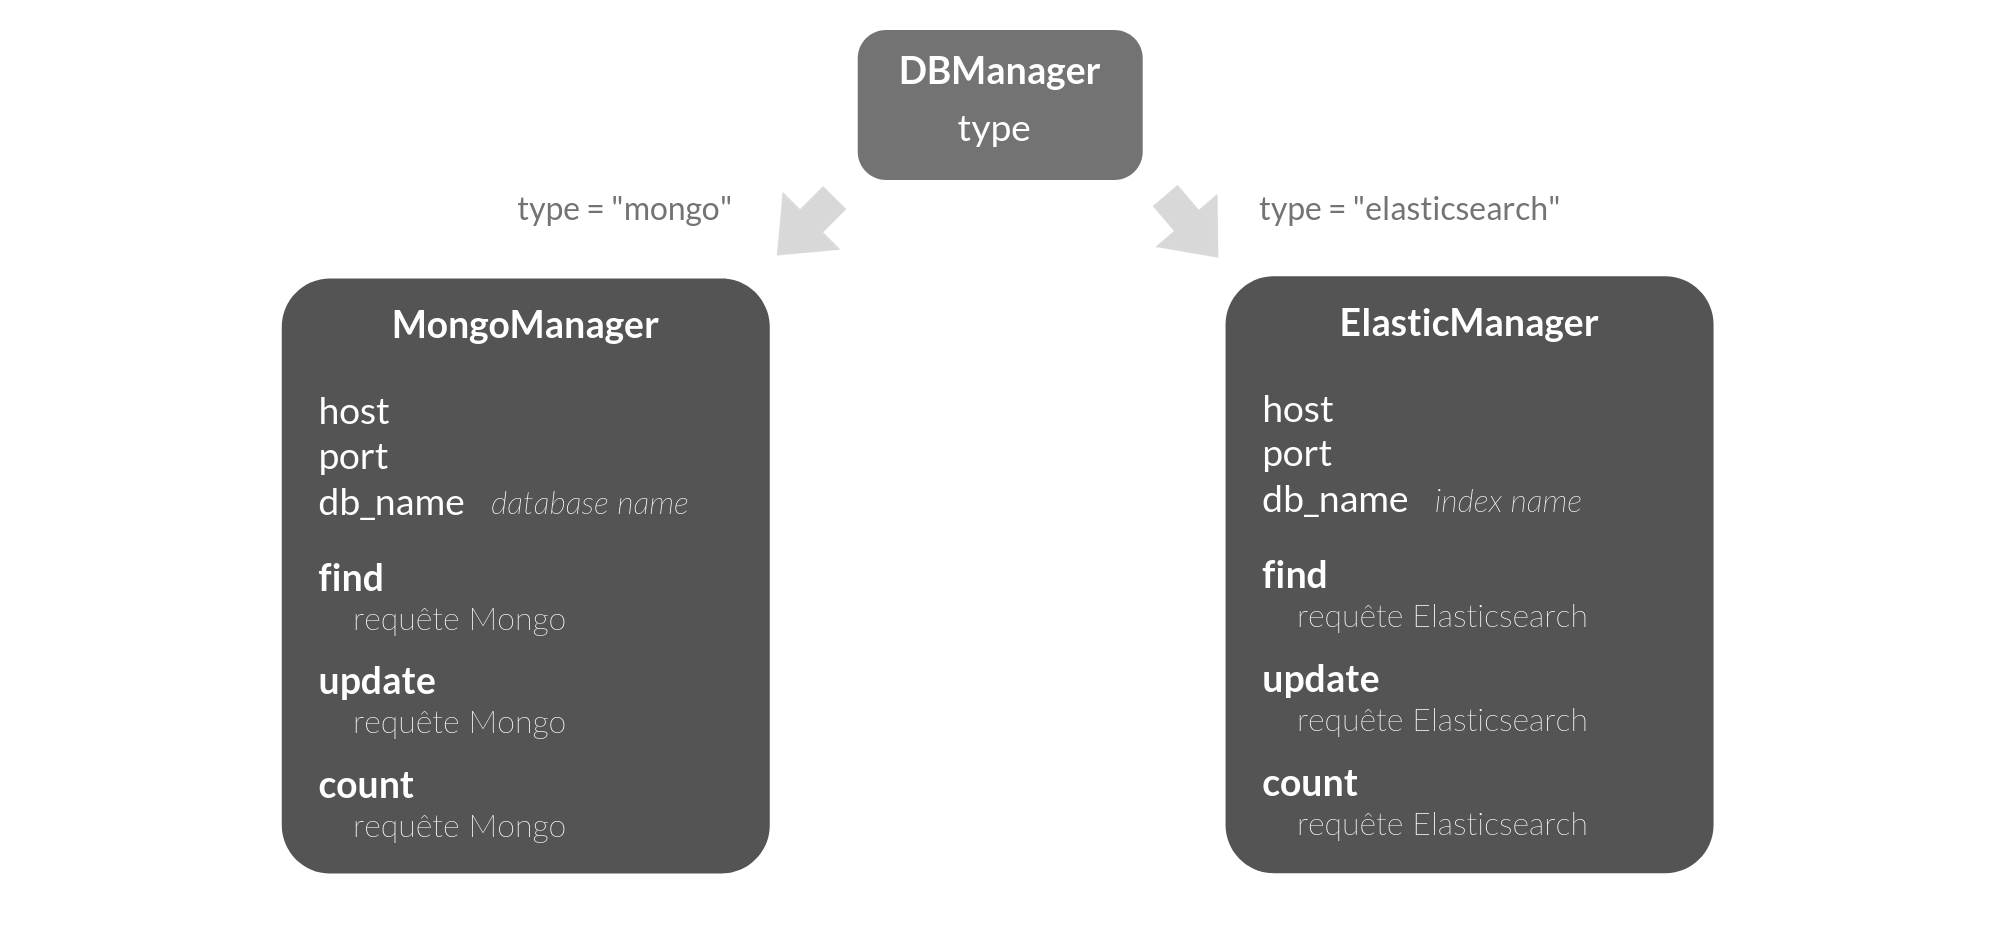 DBManager
type
type = "mongo"
type = "elasticsearch"
MongoManager
host
port
db_name database name
find
requête Mongo
update
requête Mongo
count
requête Mongo
ElasticManager
host
port
db_name index name
find
requête Elasticsearch
update
requête Elasticsearch
count
requête Elasticsearch